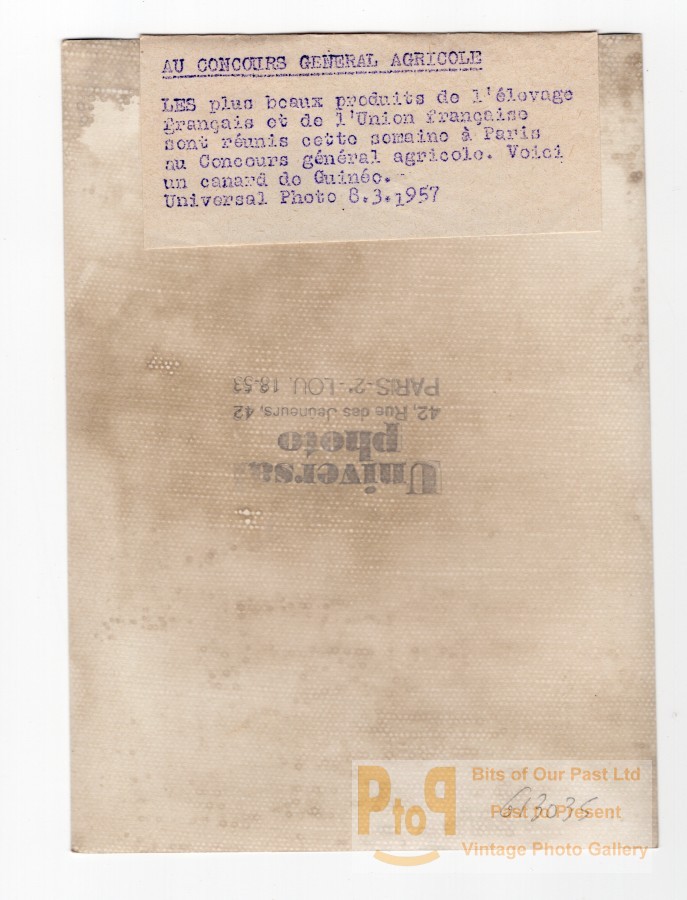 AU CONCOURS GENERAL AGRICOLE
LES plus beaux produits de l'élevage
français et de l'Union française
sont réunis cette semaine à Paris
au Concours général agricole. Voici
un canard de Guinée.
Universal Photo 8.3.1957
Universal
photo
42, Rue des Jeuneurs, 42
PARIS-2e - LOU. 18-53
PtoP
Bits of Our Past Ltd
Past to Present
Vintage Photo Gallery